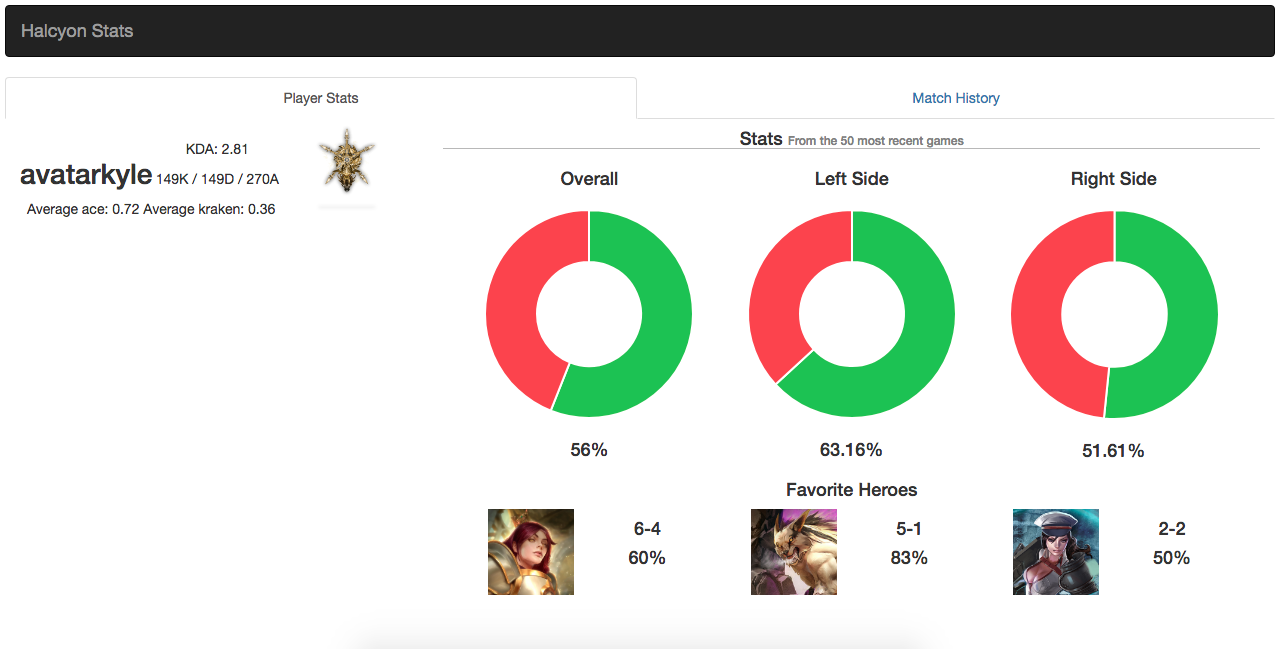 Halcyon Stats
Player Stats
Match History
KDA: 2.81
avatarkyle 149K / 149D / 270A
Average ace: 0.72 Average kraken: 0.36
Stats From the 50 most recent games
Overall
Left Side
Right Side
56%
63.16%
51.61%
Favorite Heroes
6-4
60%
5-1
83%
2-2
50%